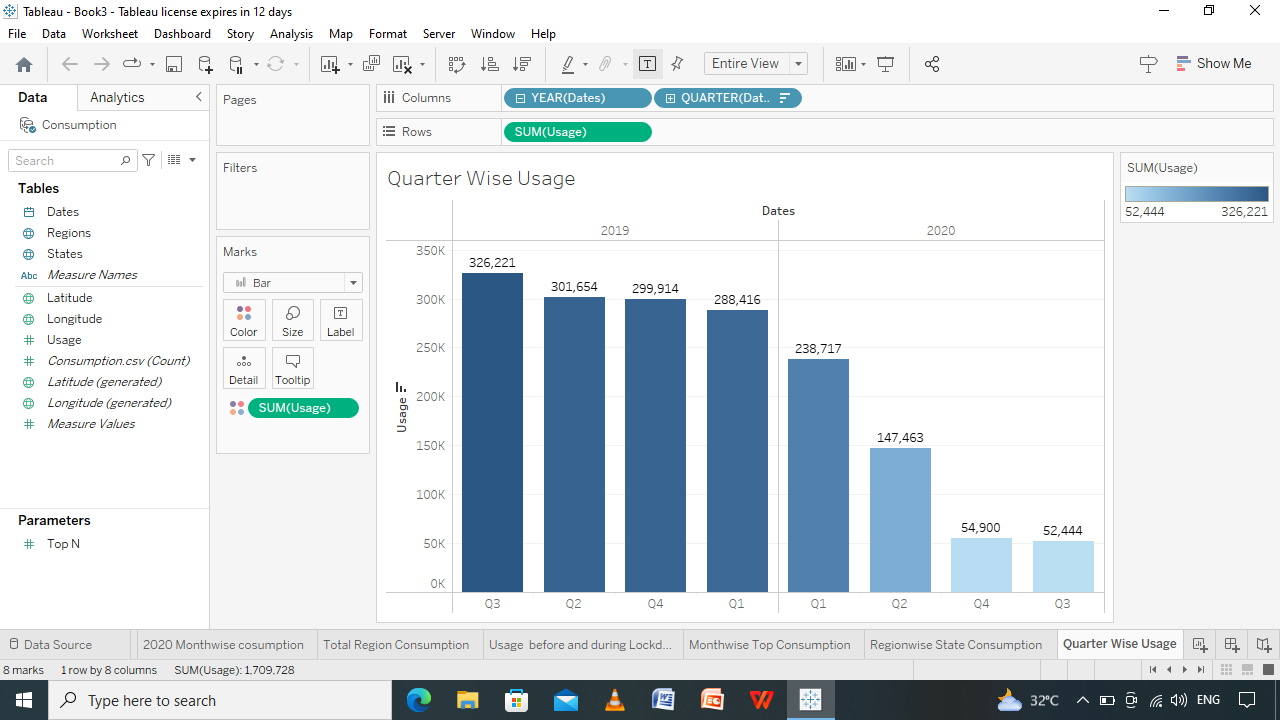 Tableau - Book3 - Tableau license expires in 12 days
File Data Worksheet Dashboard Story Analysis Map Format Server Window Help
Entire View
Show Me
Data Analytics
Consumption
Search
Tables
Dates
Regions
States
Abc Measure Names
Latitude
Longitude
Usage
Consumption.csv (Count)
Latitude (generated)
Longitude (generated)
Measure Values
Parameters
Top N
Pages
Filters
Marks
Bar
Color Size Label
Detail Tooltip
SUM(Usage)
Columns YEAR(Dates) QUARTER(Dat..
Rows SUM(Usage)
Quarter Wise Usage
Dates
2019 2020
Usage
350K
300K
250K
200K
150K
100K
50K
0K
326,221
301,654
299,914
288,416
238,717
147,463
54,900
52,444
Q3 Q2 Q4 Q1 Q1 Q2 Q4 Q3
SUM(Usage)
52,444 326,221
Data Source 2020 Monthwise cosumption Total Region Consumption Usage before and during Lockd... Monthwise Top Consumption Regionwise State Consumption Quarter Wise Usage
8 marks 1 row by 8 columns SUM(Usage): 1,709,728
Type here to search
32°C ENG